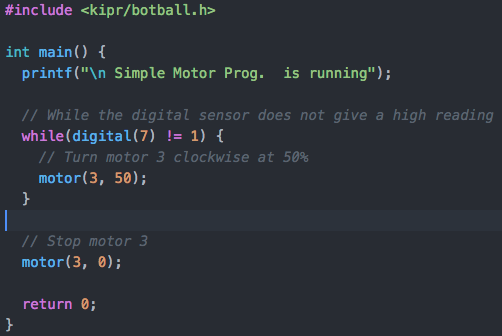 #include <kipr/botball.h>
int main() {
printf("\n Simple Motor Prog.  is running");
// While the digital sensor does not give a high reading
while(digital(7) != 1) {
// Turn motor 3 clockwise at 50%
motor(3, 50);
}
// Stop motor 3
motor(3, 0);
return 0;
}